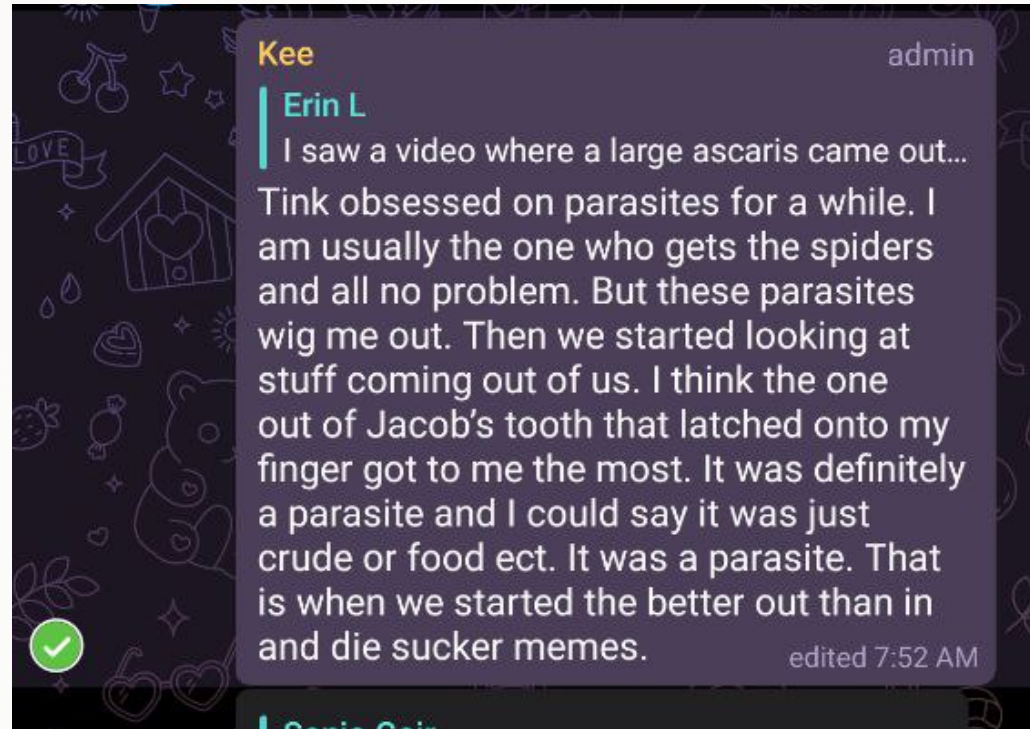 Kee
admin
Erin L
I saw a video where a large ascaris came out...
Tink obsessed on parasites for a while. I
am usually the one who gets the spiders
and all no problem. But these parasites
wig me out. Then we started looking at
stuff coming out of us. I think the one
out of Jacob's tooth that latched onto my
finger got to me the most. It was definitely
a parasite and I could say it was just
crude or food ect. It was a parasite. That
is when we started the better out than in
and die sucker memes.
edited 7:52 AM
LOVE